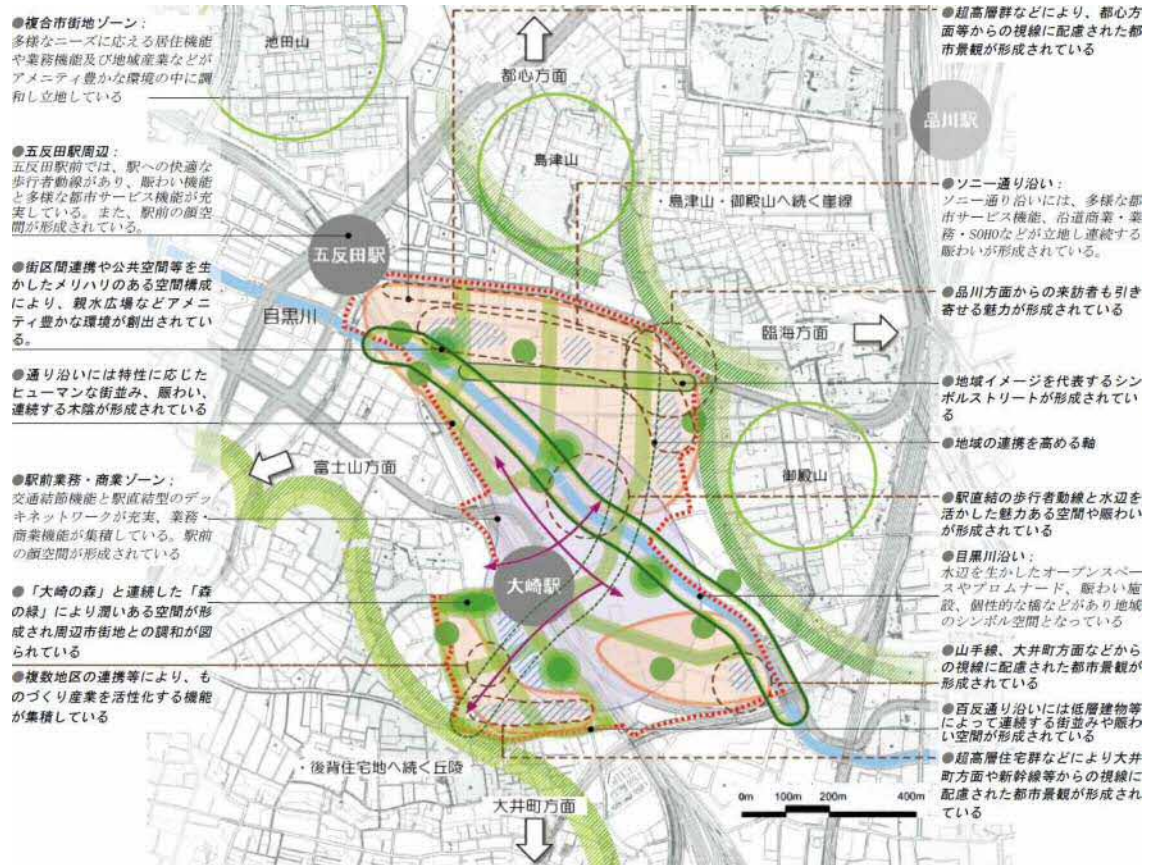 ●複合市街地ゾーン：
多様なニーズに応える居住機能
や業務機能及び地域産業などが
アメニティ豊かな環境の中に調
和し立地している
●五反田駅周辺：
五反田駅前では、駅への快適な
歩行者動線があり、賑わい機能
と多様な都市サービス機能が充
実している。また、駅前の顔空
間が形成されている。
●街区間連携や公共空間等を生
かしたメリハリのある空間構成
により、親水広場などアメニ
ティ豊かな環境が創出されてい
る。
●通り沿いには特性に応じた
ヒューマンな街並み、賑わい、
連続する木陰が形成されている
●駅前業務・商業ゾーン：
交通結節機能と駅直結型のデッ
キネットワークが充実、業務・
商業機能が集積している。駅前
の顔空間が形成されている
●「大崎の森」と連続した「森
の緑」により潤いある空間が形
成され周辺市街地との調和が図
られている
●複数地区の連携等により、も
のづくり産業を活性化する機能
が集積している
池田山
都心方面
島津山
・島津山・御殿山へ続く崖線
品川駅
五反田駅
目黒川
臨海方面
富士山方面
御殿山
大崎駅
・後背住宅地へ続く丘陵
大井町方面
0m 100m 200m 400m
●超高層群などにより、都心方
面等からの視線に配慮された都
市景観が形成されている
●ソニー通り沿い：
ソニー通り沿いには、多様な都
市サービス機能、沿道商業・業
務・SOHOなどが立地し連続する
賑わいが形成されている。
●品川方面からの来訪者も引き
寄せる魅力が形成されている
●地域イメージを代表するシン
ボルストリートが形成されてい
る
●地域の連携を高める軸
●駅直結の歩行者動線と水辺を
活かした魅力ある空間や賑わい
が形成されている
●目黒川沿い：
水辺を生かしたオープンスペー
スやプロムナード、賑わい施
設、個性的な橋などがあり地域
のシンボル空間となっている
●山手線、大井町方面などから
の視線に配慮された都市景観が
形成されている
●百反通り沿いには低層建物等
によって連続する街並みや賑わ
い空間が形成されている
●超高層住宅群などにより大井
町方面や新幹線等からの視線に
配慮された都市景観が形成され
ている